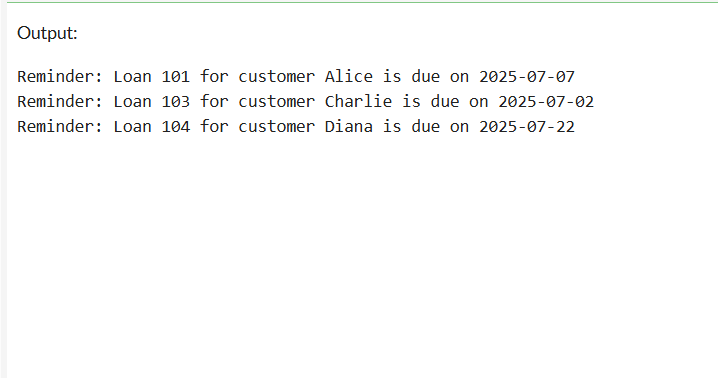 Output:
Reminder: Loan 101 for customer Alice is due on 2025-07-07
Reminder: Loan 103 for customer Charlie is due on 2025-07-02
Reminder: Loan 104 for customer Diana is due on 2025-07-22